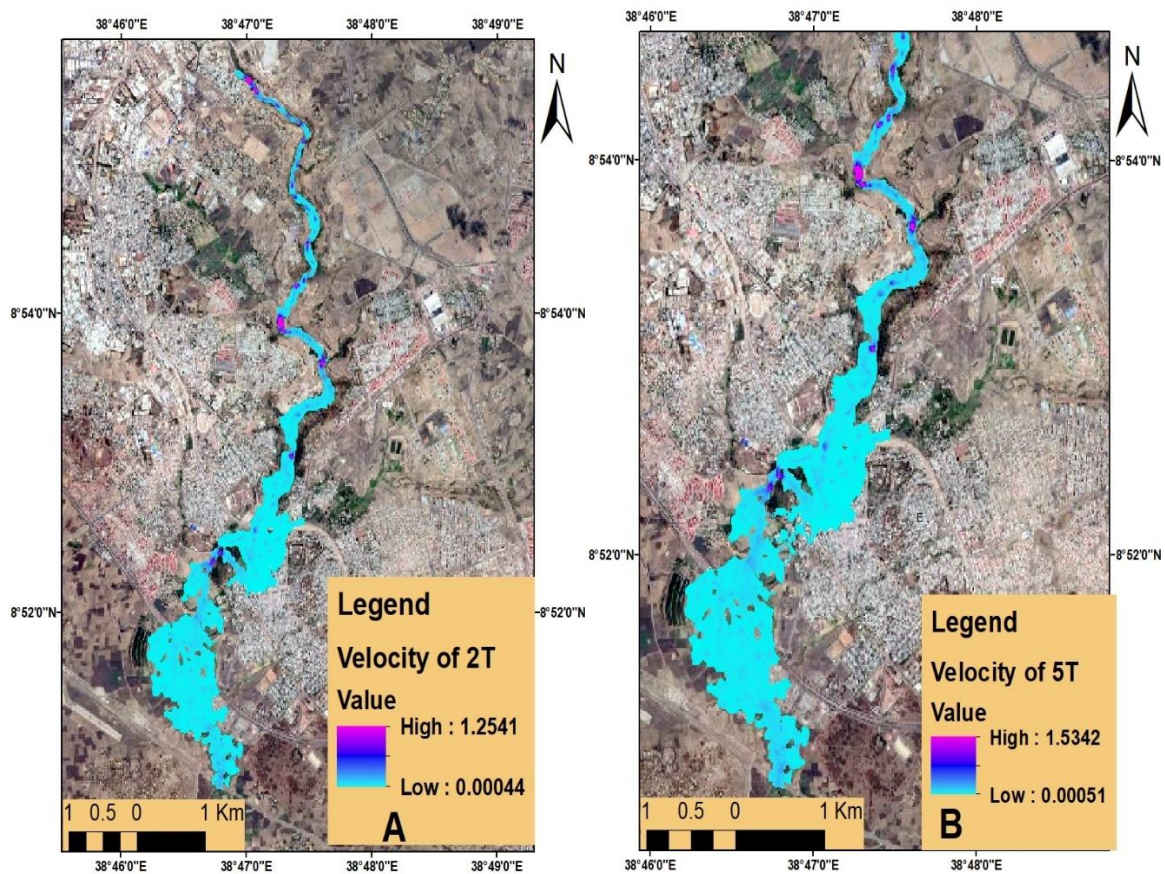 38°46'0"E 38°47'0"E 38°48'0"E 38°49'0"E
N
8°54'0"N 8°54'0"N
8°52'0"N 8°52'0"N
Legend
Velocity of 2T
Value
High : 1.2541
Low : 0.00044
1 0.5 0 1 Km
A
38°46'0"E 38°47'0"E 38°48'0"E 38°49'0"E
38°46'0"E 38°47'0"E 38°48'0"E
N
8°54'0"N 8°54'0"N
8°52'0"N 8°52'0"N
E
Legend
Velocity of 5T
Value
High : 1.5342
Low : 0.00051
1 0.5 0 1 Km
B
38°46'0"E 38°47'0"E 38°48'0"E